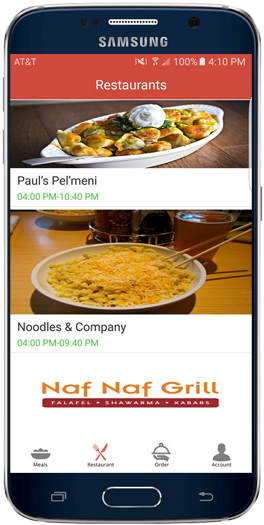 SAMSUNG
AT&T 100% 4:10 PM
Restaurants
Paul's Pel'meni
04:00 PM-10:40 PM
Noodles & Company
04:00 PM-09:40 PM
Naf Naf Grill
FALAFEL • SHAWARMA • KABABS
Meals Restaurant Order Account